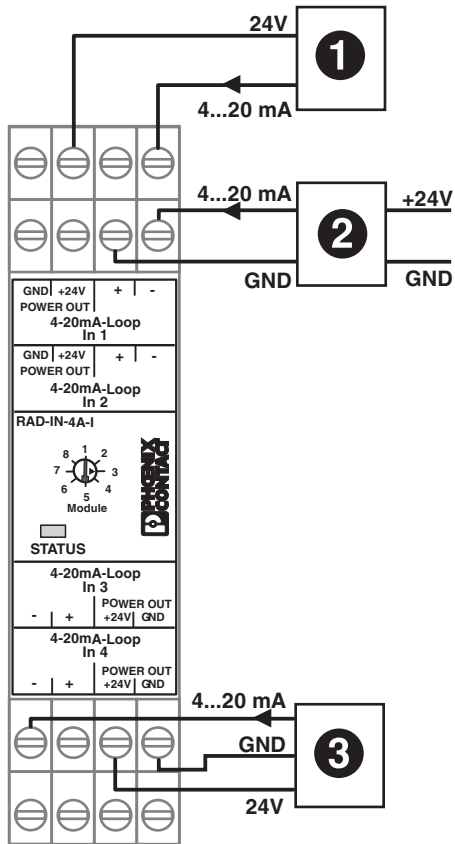 24V
1
4...20 mA
4...20 mA
+24V
2
GND
GND
GND +24V + -
POWER OUT
4-20mA-Loop
In 1
GND +24V + -
POWER OUT
4-20mA-Loop
In 2
RAD-IN-4A-I
8 1 2
7 3
6 5 4
Module
PHOENIX
CONTACT
STATUS
4-20mA-Loop
In 3
POWER OUT
- + +24V GND
4-20mA-Loop
In 4
POWER OUT
- + +24V GND
4...20 mA
GND
3
24V